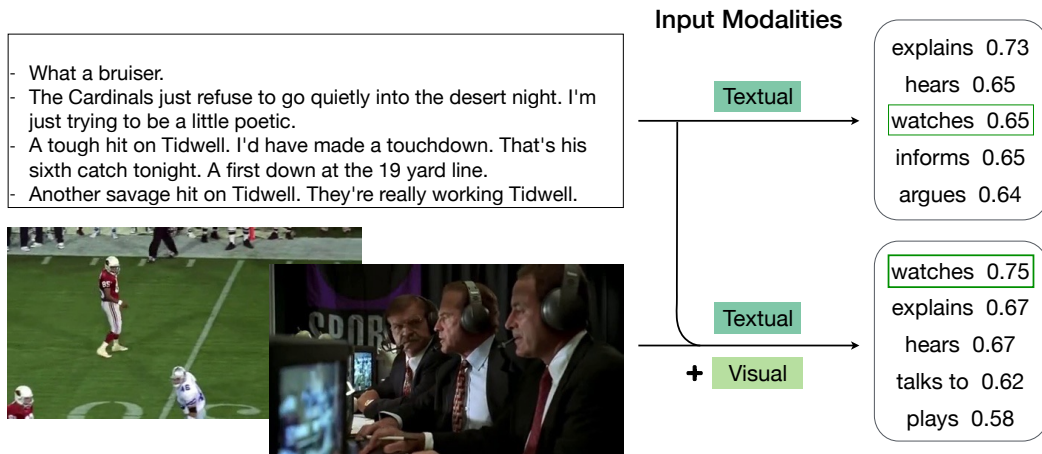 Input Modalities
- What a bruiser.
- The Cardinals just refuse to go quietly into the desert night. I'm
just trying to be a little poetic.
- A tough hit on Tidwell. I'd have made a touchdown. That's his
sixth catch tonight. A first down at the 19 yard line.
- Another savage hit on Tidwell. They're really working Tidwell.
Textual
explains 0.73
hears 0.65
watches 0.65
informs 0.65
argues 0.64
85
SPORTS
Textual
+ Visual
watches 0.75
explains 0.67
hears 0.67
talks to 0.62
plays 0.58